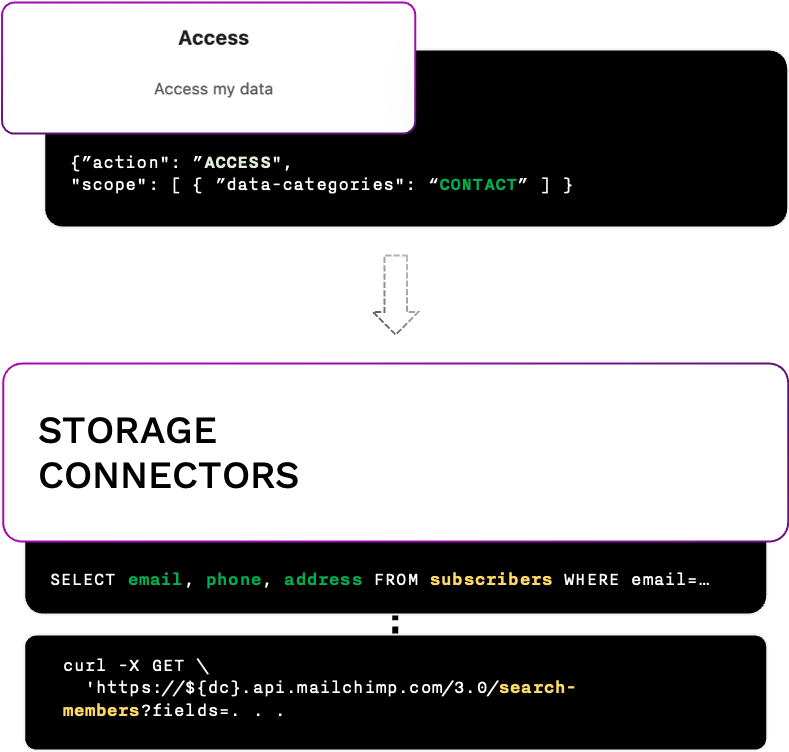 Access
Access my data
{”action": ”ACCESS",
"scope": [ { ”data-categories": “CONTACT” ] }
STORAGE
CONNECTORS
SELECT email, phone, address FROM subscribers WHERE email=…
curl -X GET \
'https://${dc}.api.mailchimp.com/3.0/search-
members?fields=. . .